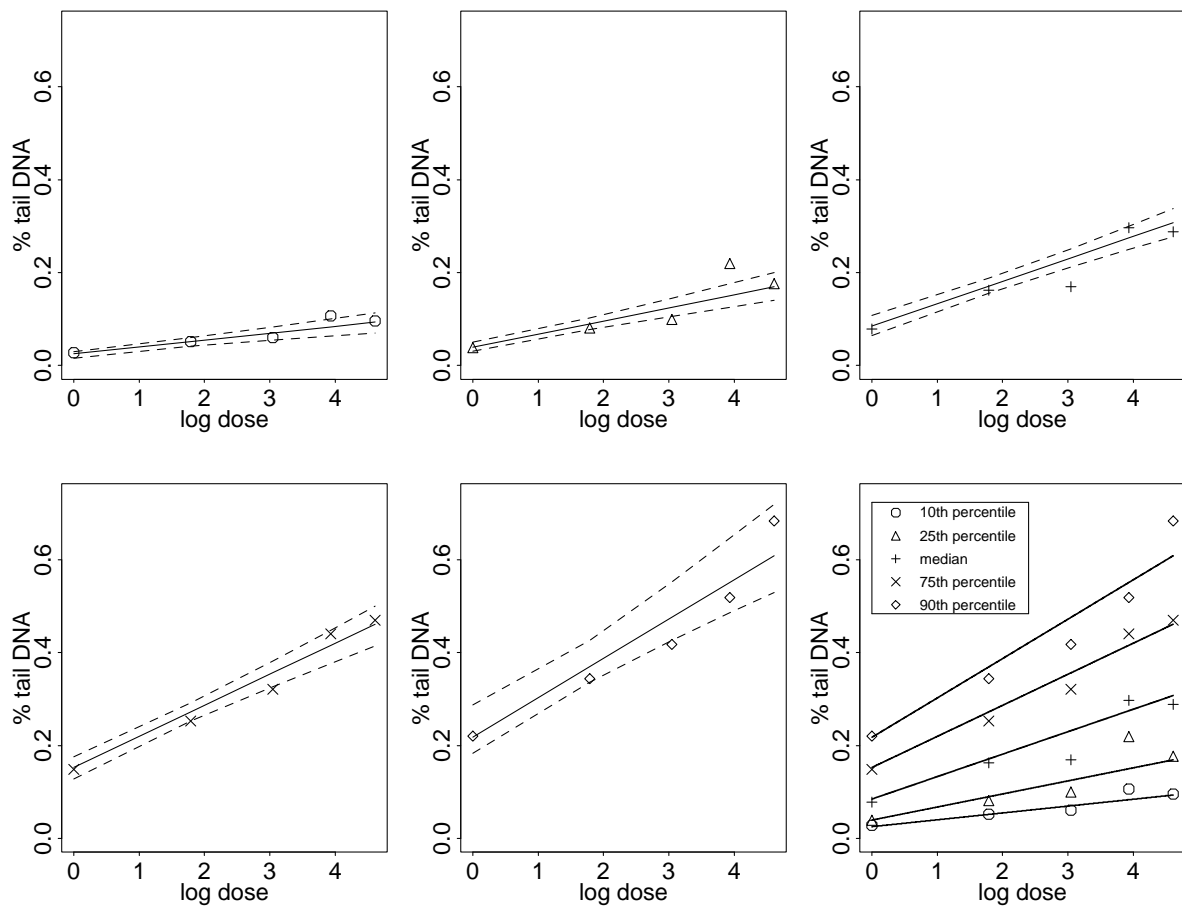 % tail DNA
0.0 0.2 0.4 0.6
0 1 2 3 4
log dose
% tail DNA
0.0 0.2 0.4 0.6
0 1 2 3 4
log dose
% tail DNA
0.0 0.2 0.4 0.6
0 1 2 3 4
log dose
% tail DNA
0.0 0.2 0.4 0.6
0 1 2 3 4
log dose
% tail DNA
0.0 0.2 0.4 0.6
0 1 2 3 4
log dose
% tail DNA
0.0 0.2 0.4 0.6
10th percentile
25th percentile
median
75th percentile
90th percentile
0 1 2 3 4
log dose